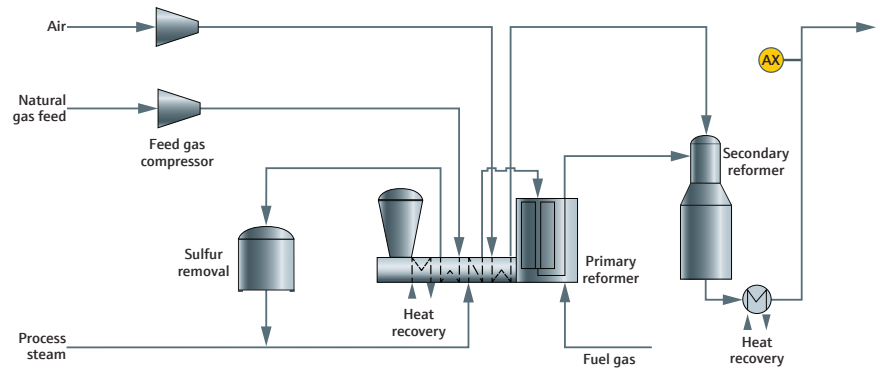 Air
Natural
gas feed
Feed gas
compressor
AX
Secondary
reformer
Sulfur
removal
Primary
reformer
Heat
recovery
Process
steam
Fuel gas
Heat
recovery